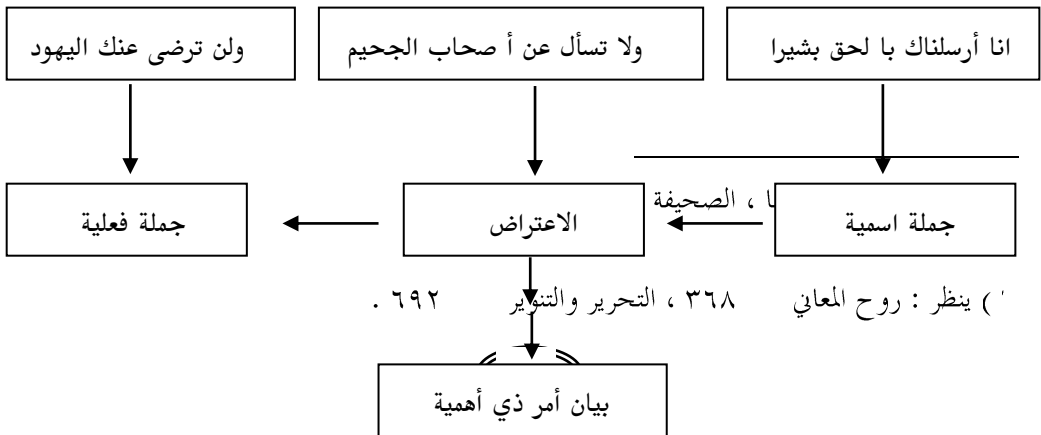 انا أرسلناك با لحق بشيرا
ولا تسأل عن أ صحاب الجحيم
ولن ترضى عنك اليهود
جملة اسمية
الاعتراض
جملة فعلية
، الصحيفة
) ينظر : روح المعاني ٣٦٨ ، التحرير والتنوير ٦٩٢ .
بيان أمر ذي أهمية